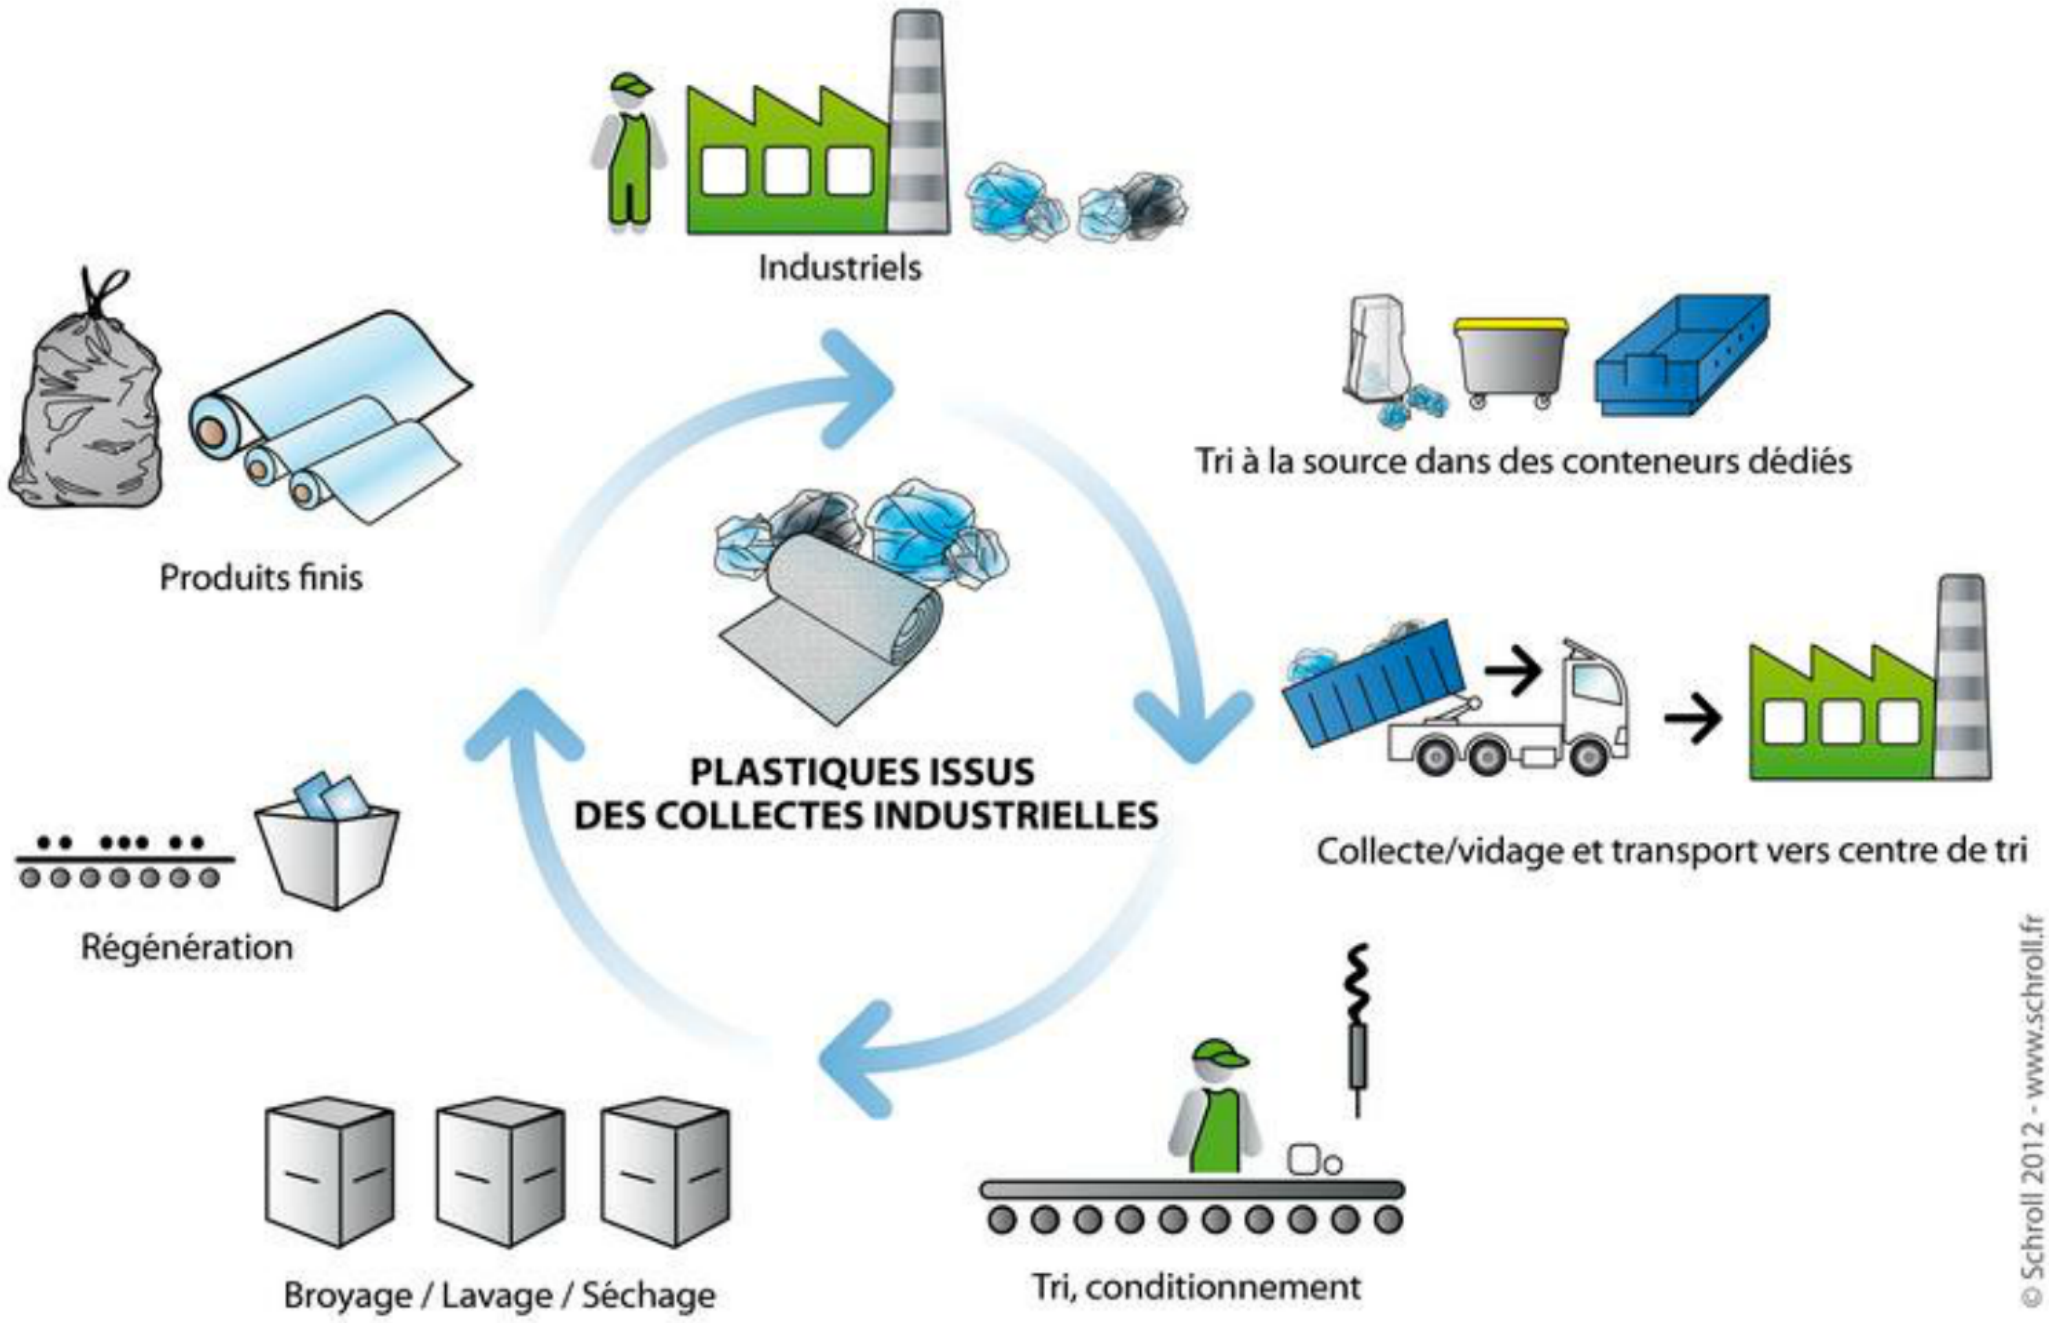 Industriels
Tri à la source dans des conteneurs dédiés
Produits finis
PLASTIQUES ISSUS
DES COLLECTES INDUSTRIELLES
Collecte/vidage et transport vers centre de tri
Régénération
Broyage / Lavage / Séchage
Tri, conditionnement
© Schroll 2012 - www.schroll.fr